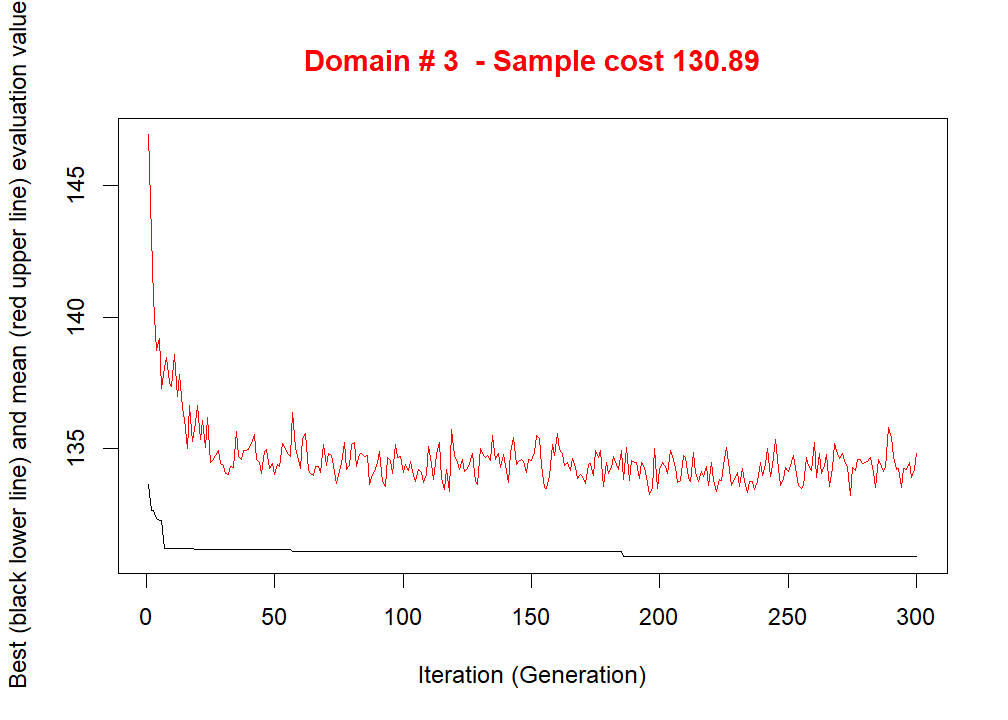 Domain # 3  - Sample cost 130.89
Best (black lower line) and mean (red upper line) evaluation value
145
140
135
0 50 100 150 200 250 300
Iteration (Generation)